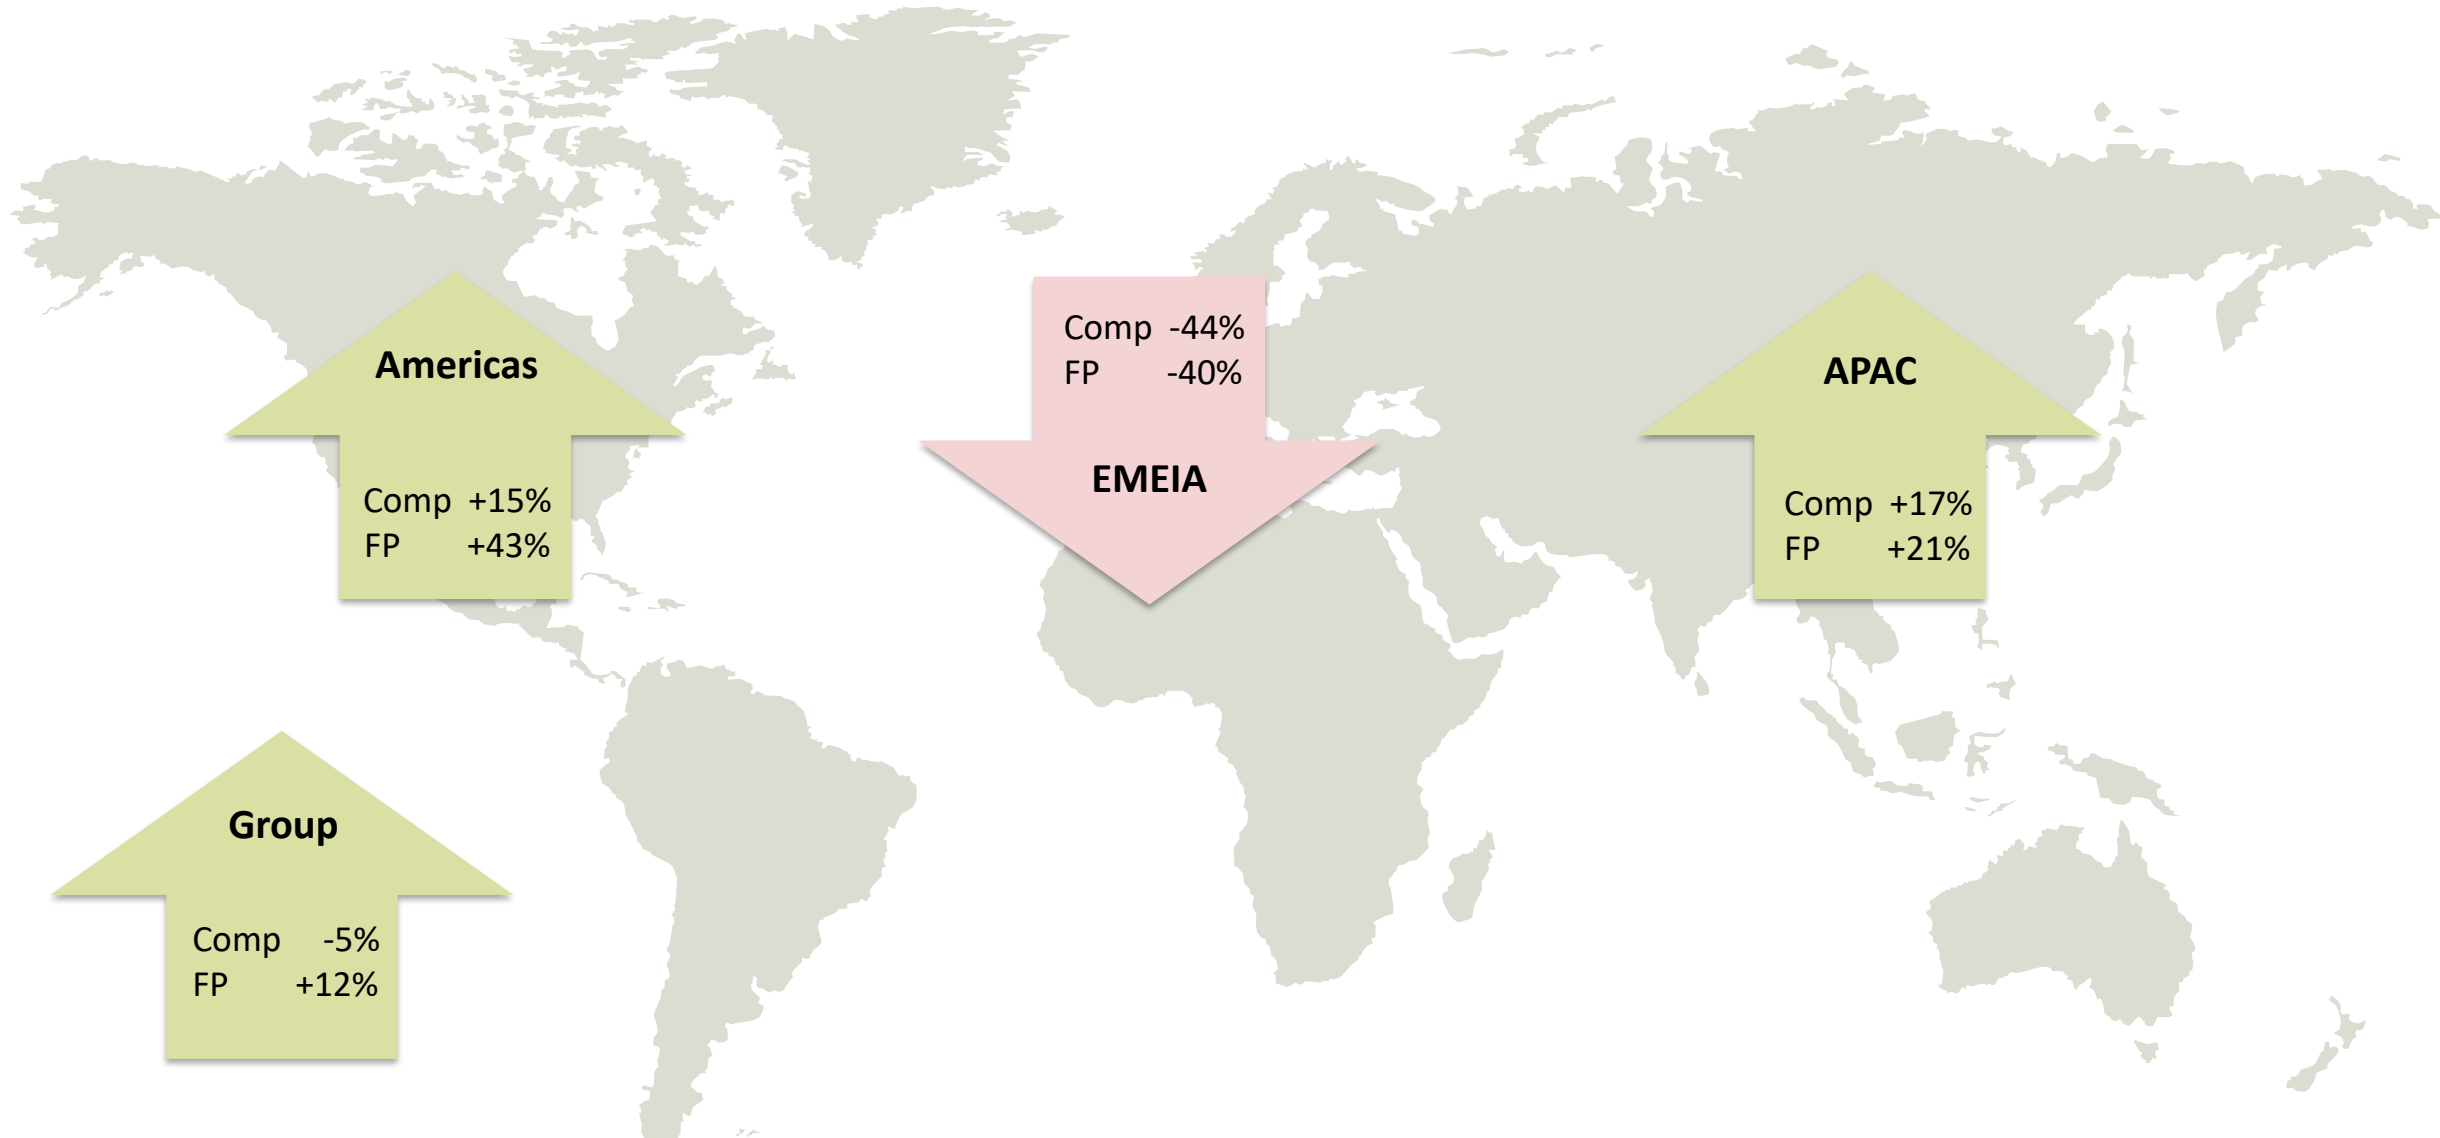 Americas
Comp +15%
FP +43%
Comp -44%
FP -40%
EMEIA
APAC
Comp +17%
FP +21%
Group
Comp -5%
FP +12%